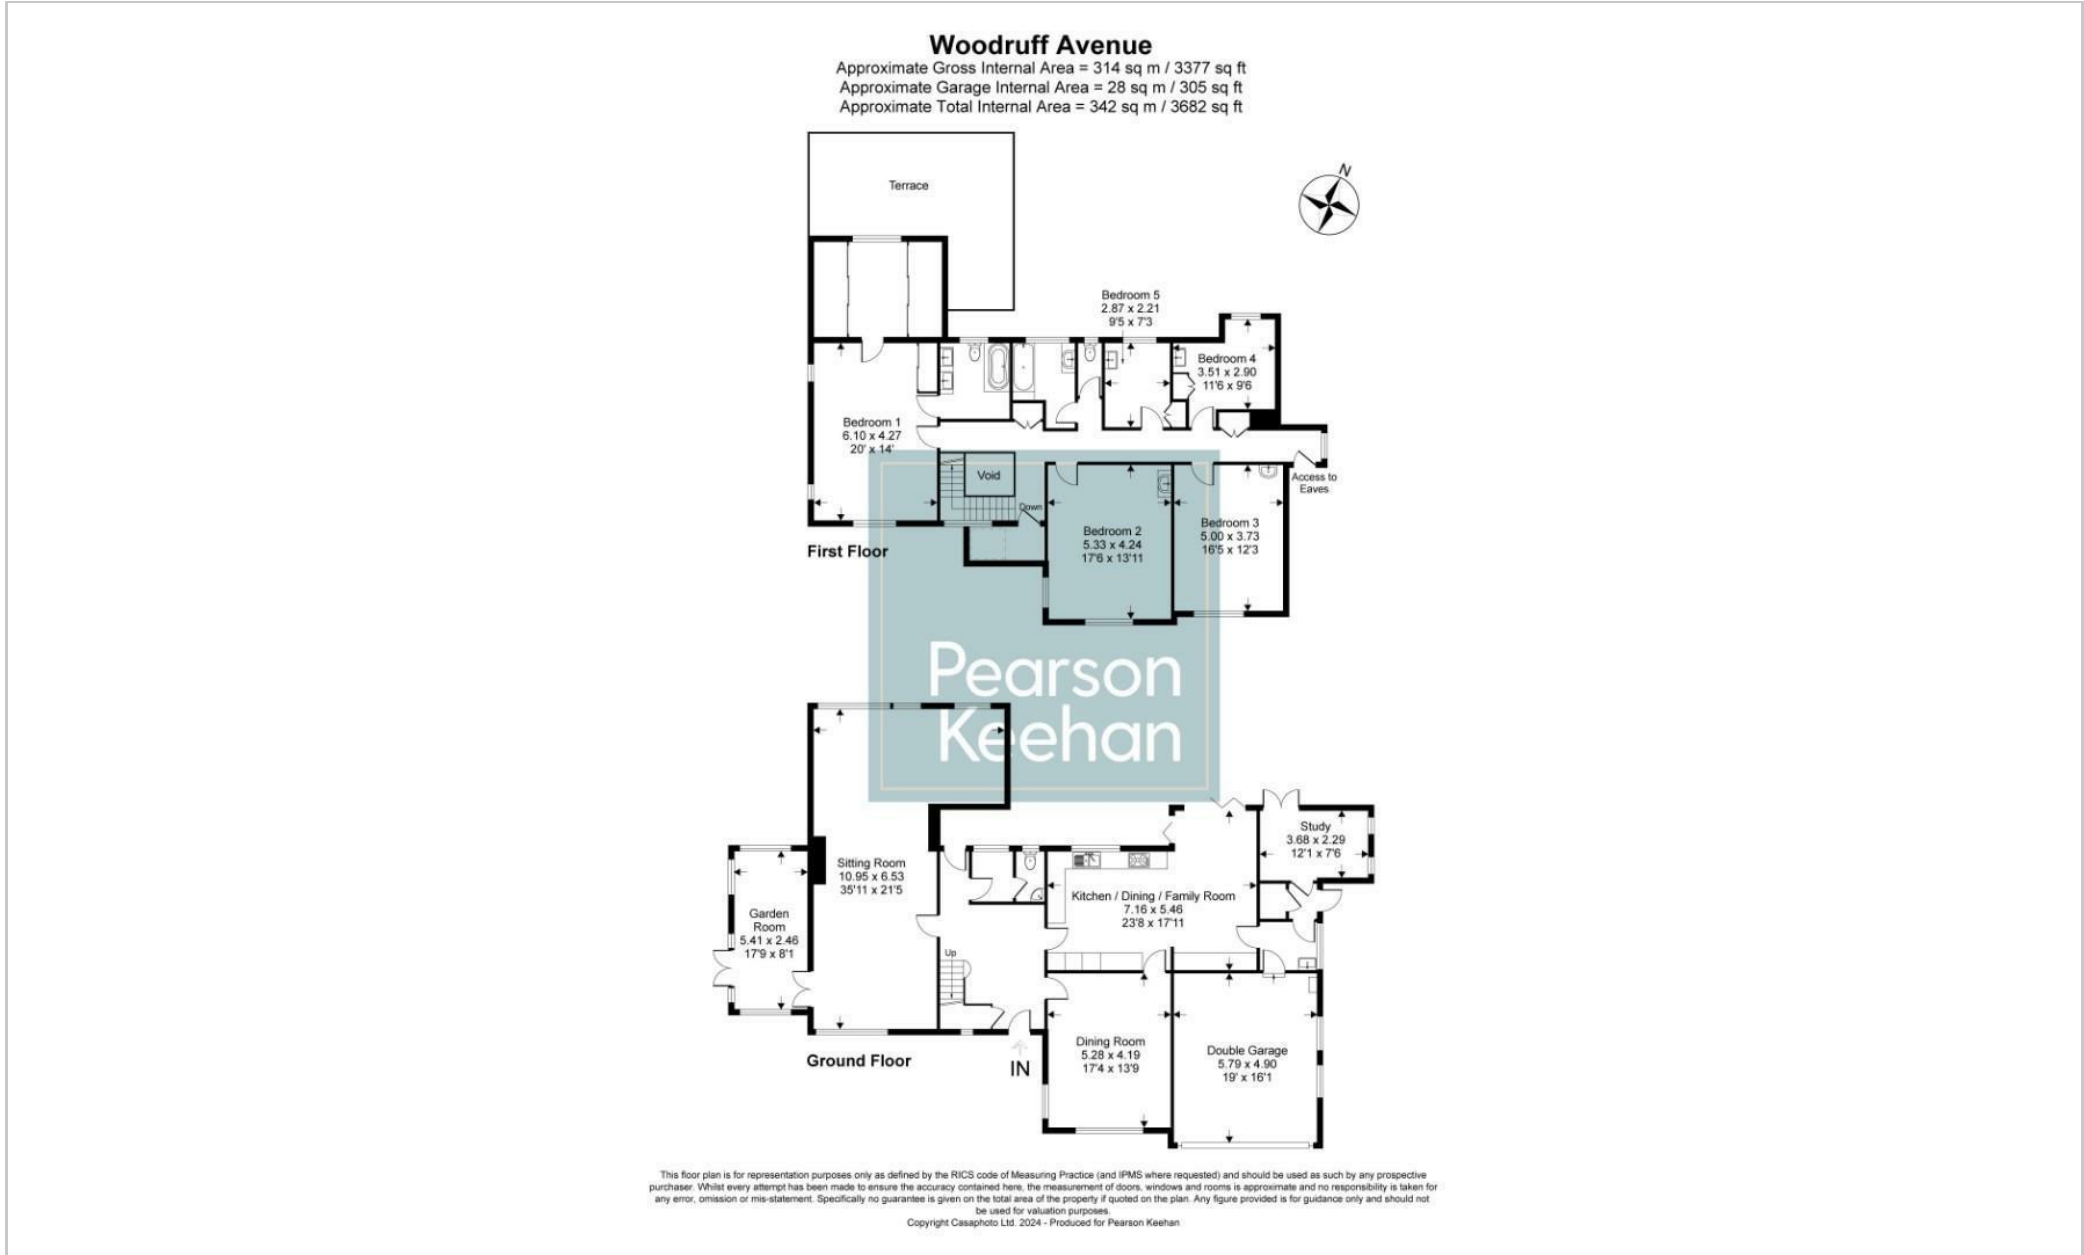 Woodruff Avenue
Approximate Gross Internal Area = 314 sq m / 3377 sq ft
Approximate Garage Internal Area = 28 sq m / 305 sq ft
Approximate Total Internal Area = 342 sq m / 3682 sq ft
N
Terrace
Bedroom 5
2.87 x 2.21
9'5 x 7'3
Bedroom 4
3.51 x 2.90
11'6 x 9'6
Bedroom 1
6.10 x 4.27
20' x 14'
Void
Down
Access to
Eaves
Bedroom 2
5.33 x 4.24
17'6 x 13'11
Bedroom 3
5.00 x 3.73
16'5 x 12'3
First Floor
Pearson
Keehan
Sitting Room
10.95 x 6.53
35'11 x 21'5
Garden
Room
5.41 x 2.46
17'9 x 8'1
Study
3.68 x 2.29
12'1 x 7'6
Kitchen / Dining / Family Room
7.16 x 5.46
23'8 x 17'11
Up
Dining Room
5.28 x 4.19
17'4 x 13'9
Double Garage
5.79 x 4.90
19' x 16'1
Ground Floor
IN
This floor plan is for representation purposes only as defined by the RICS code of Measuring Practice (and IPMS where requested) and should be used as such by any prospective
purchaser. Whilst every attempt has been made to ensure the accuracy contained here, the measurement of doors, windows and rooms is approximate and no responsibility is taken for
any error, omission or mis-statement. Specifically no guarantee is given on the total area of the property if quoted on the plan. Any figure provided is for guidance only and should not
be used for valuation purposes.
Copyright Casaphoto Ltd. 2024 - Produced for Pearson Keehan